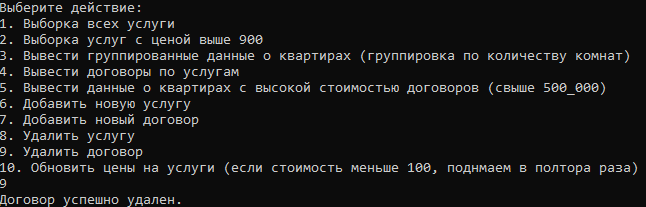 Выберите действие:
1. Выборка всех услуги
2. Выборка услуг с ценой выше 900
3. Вывести группированные данные о квартирах (группировка по количеству комнат)
4. Вывести договоры по услугам
5. Вывести данные о квартирах с высокой стоимостью договоров (свыше 500_000)
6. Добавить новую услугу
7. Добавить новый договор
8. Удалить услугу
9. Удалить договор
10. Обновить цены на услуги (если стоимость меньше 100, поднмаем в полтора раза)
9
Договор успешно удален.